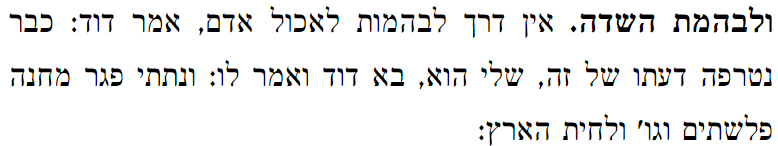 ולבהמת השדה. אין דרך לבהמות לאכול אדם, אמר דוד: כבר
נטרפה דעתו של זה, שלי הוא, בא דוד ואמר לו: ונתתי פגר מחנה
פלשתים וגו' ולחית הארץ: